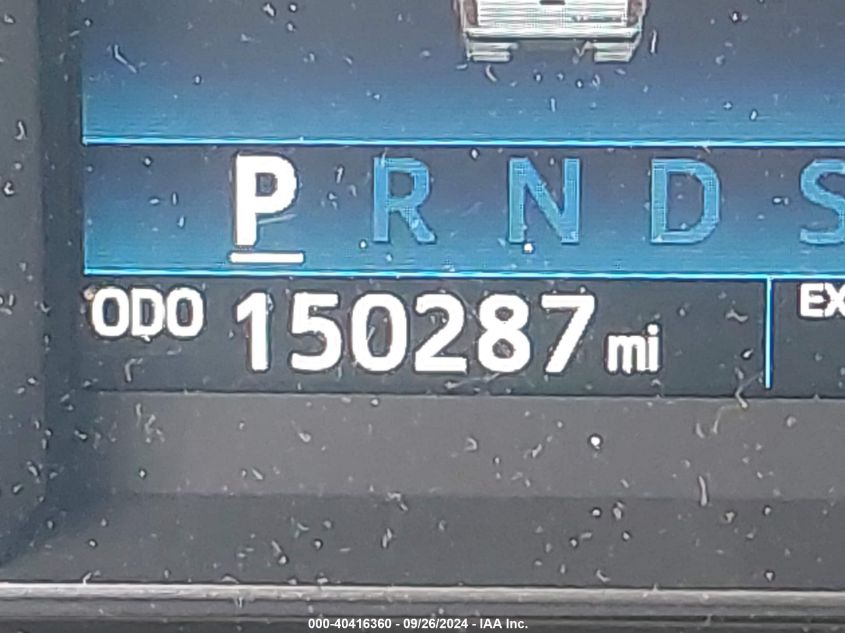 P R N D S
ODO 150287 mi EX
000-40416360 - 09/26/2024 - IAA Inc.